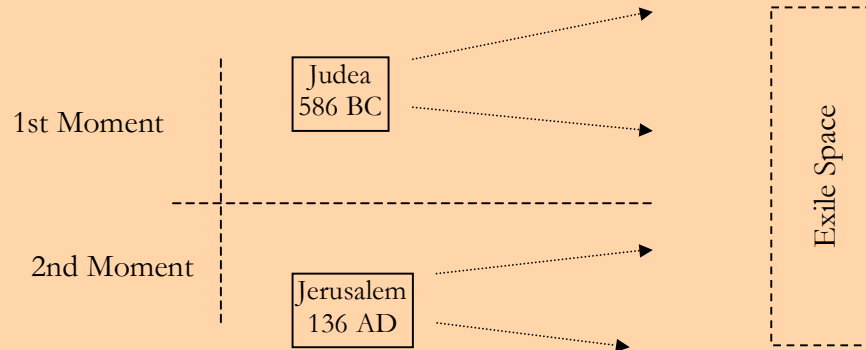 Judea
586 BC
1st Moment
Exile Space
2nd Moment
Jerusalem
136 AD